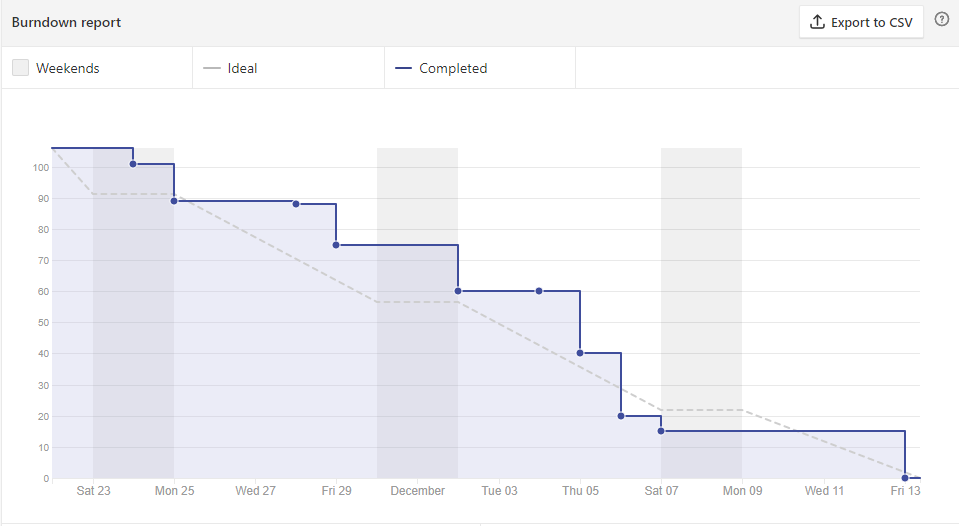 Burndown report
Export to CSV
?
Weekends
Ideal
Completed
100
90
80
70
60
50
40
30
20
10
0
Sat 23 Mon 25 Wed 27 Fri 29 December Tue 03 Thu 05 Sat 07 Mon 09 Wed 11 Fri 13